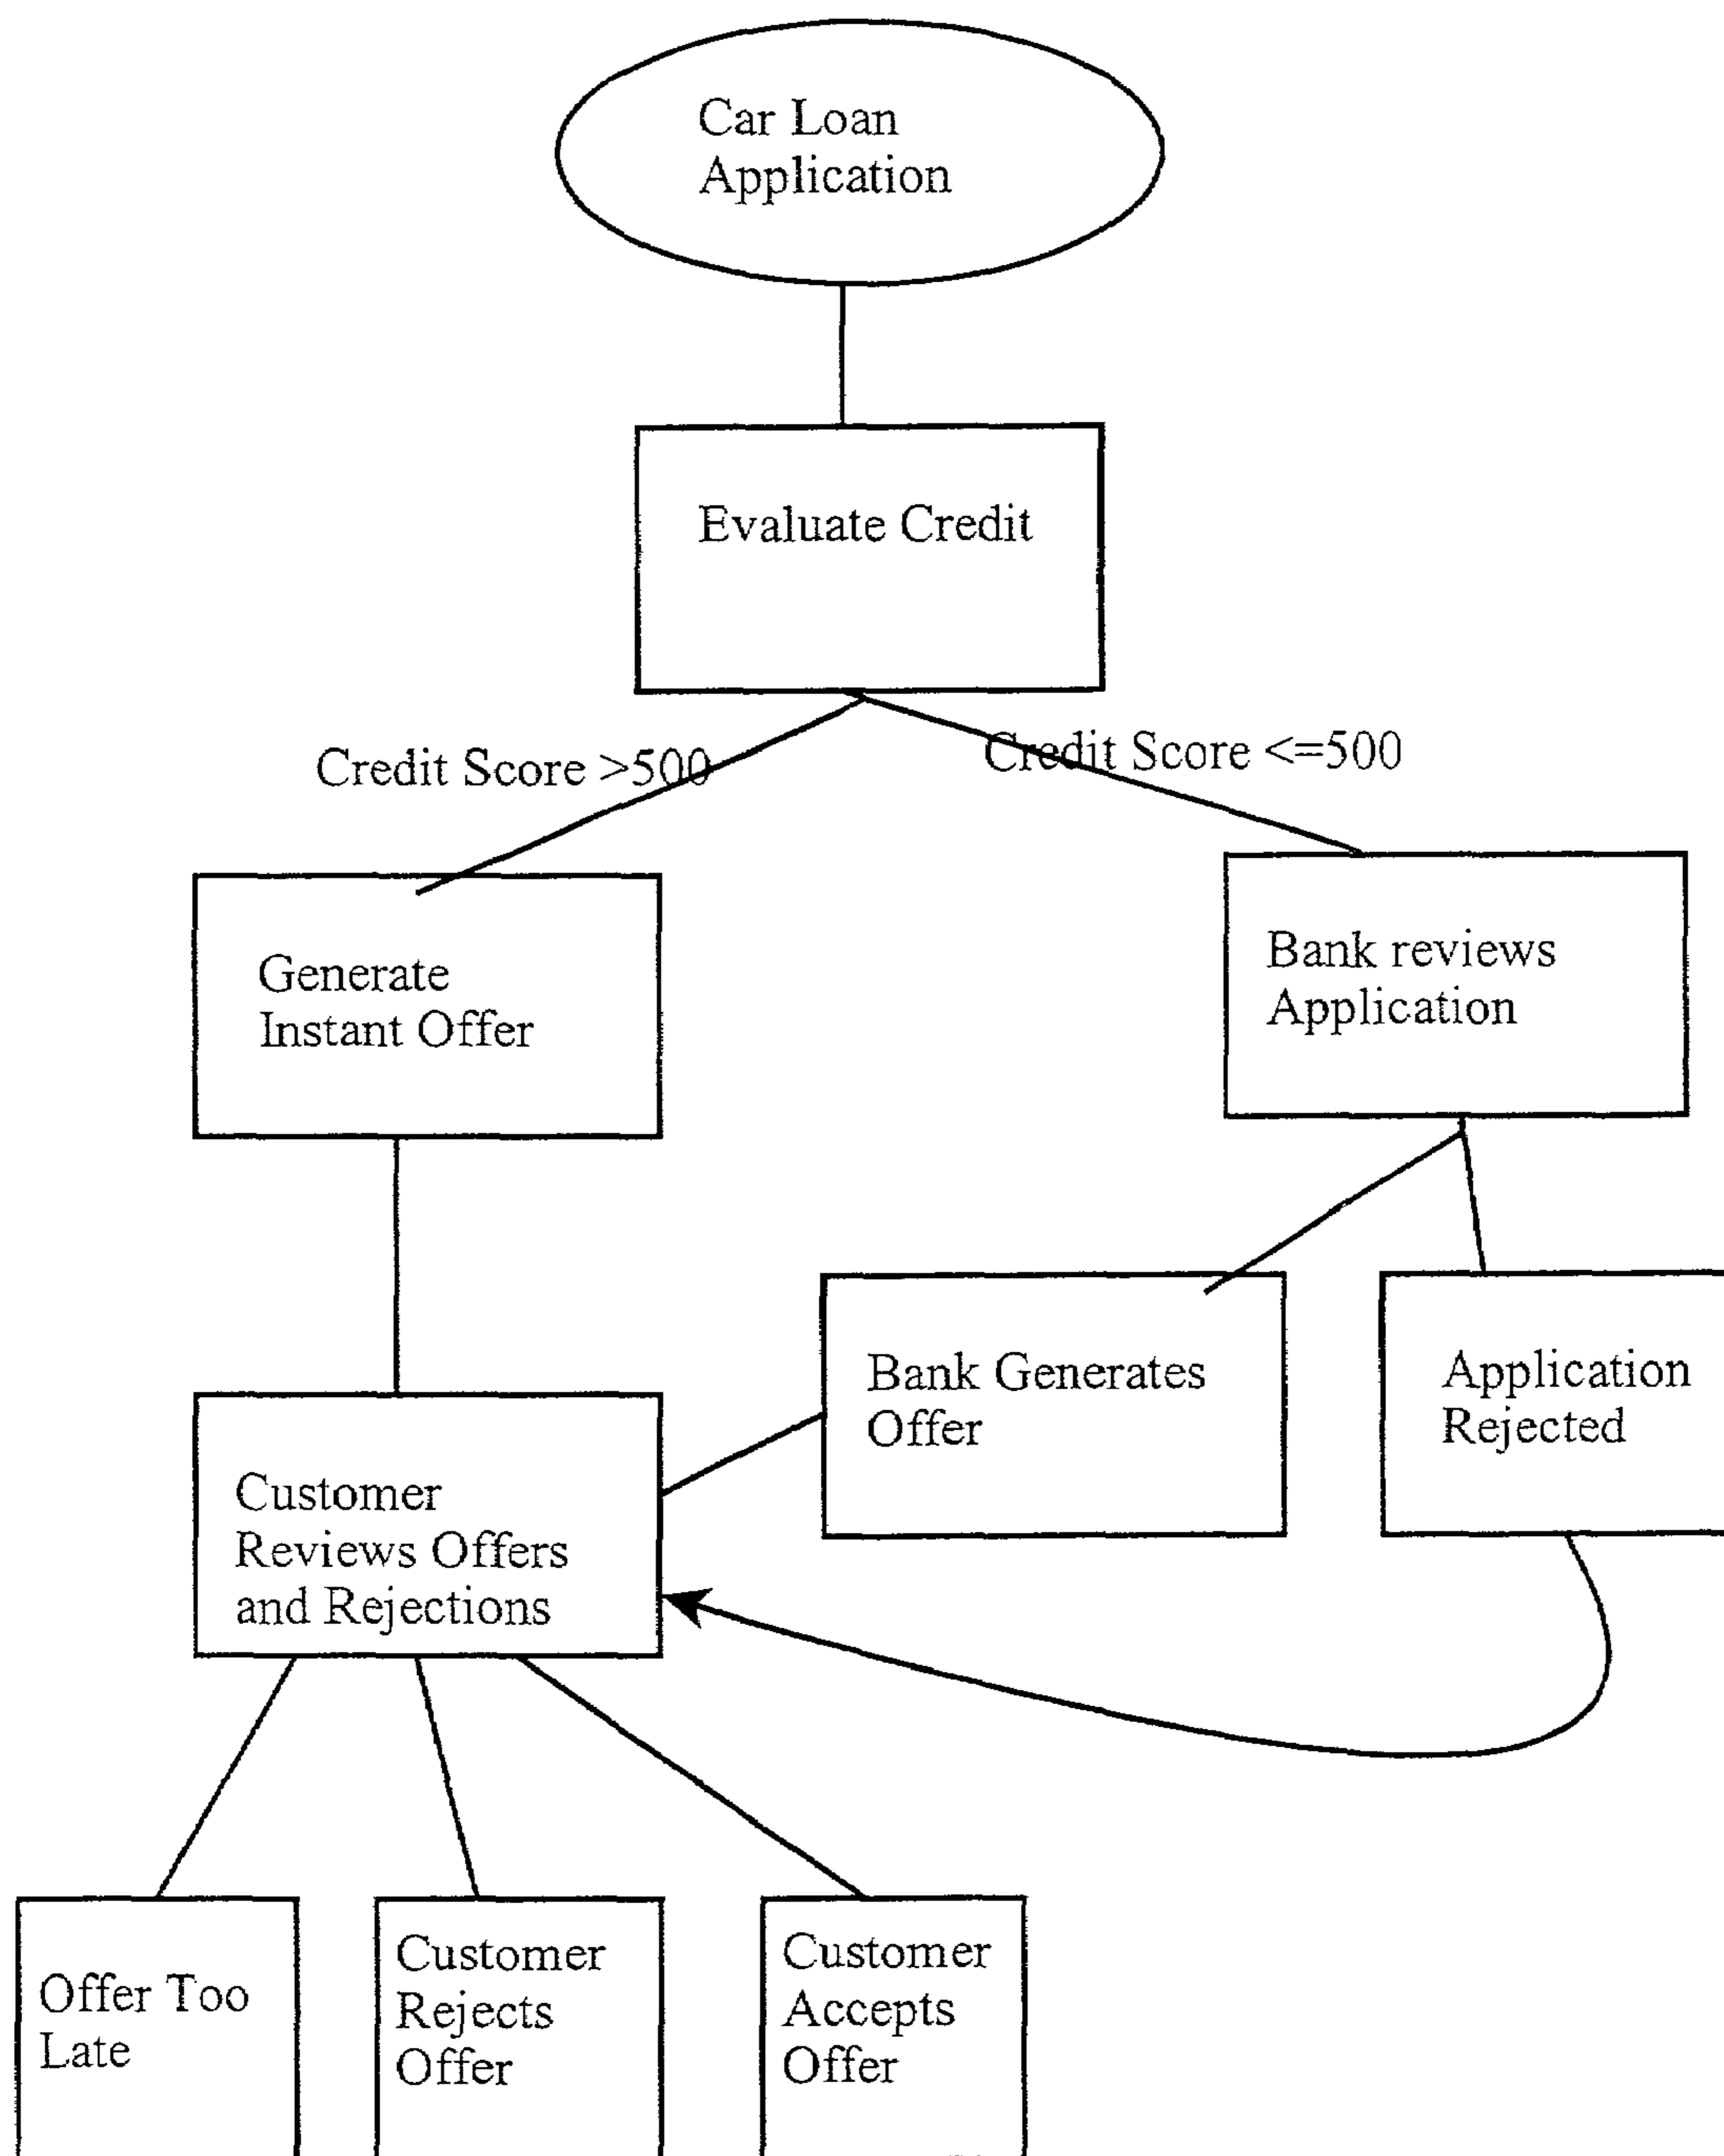 Car Loan
Application
Evaluate Credit
Credit Score >500
Credit Score <=500
Generate
Instant Offer
Bank reviews
Application
Bank Generates
Offer
Application
Rejected
Customer
Reviews Offers
and Rejections
Offer Too
Late
Customer
Rejects
Offer
Customer
Accepts
Offer